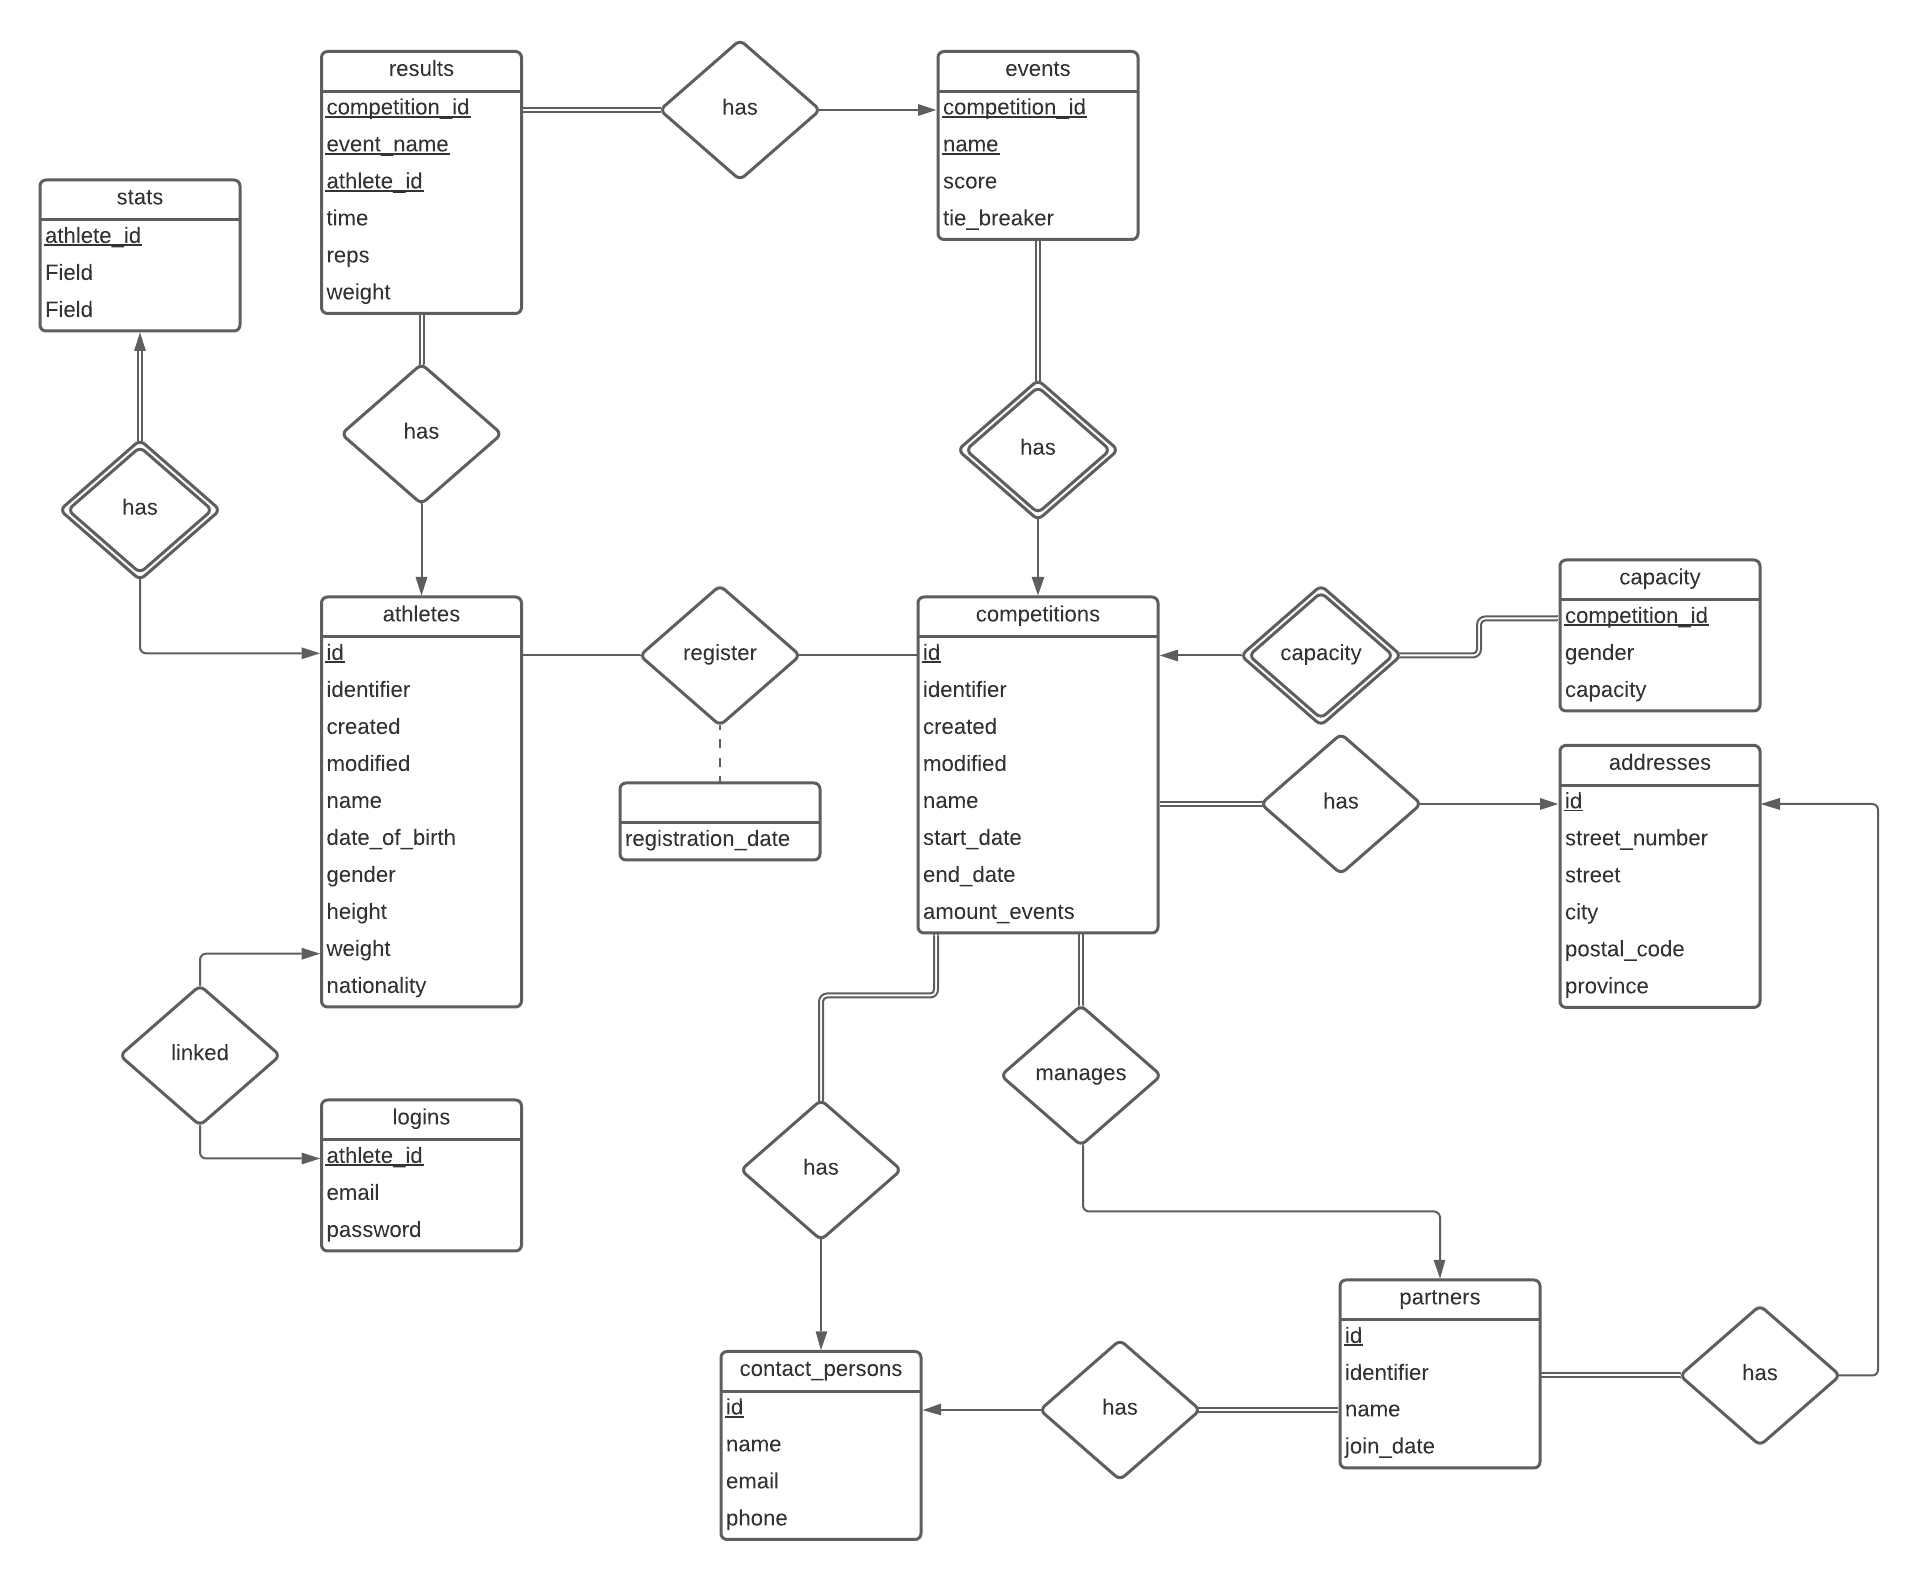 results
competition_id
event_name
athlete_id
time
reps
weight
has
events
competition_id
name
score
tie_breaker
stats
athlete_id
Field
Field
has
has
has
athletes
id
identifier
created
modified
name
date_of_birth
gender
height
weight
nationality
register
registration_date
competitions
id
identifier
created
modified
name
start_date
end_date
amount_events
capacity
capacity
competition_id
gender
capacity
has
addresses
id
street_number
street
city
postal_code
province
linked
logins
athlete_id
email
password
has
manages
contact_persons
id
name
email
phone
has
partners
id
identifier
name
join_date
has